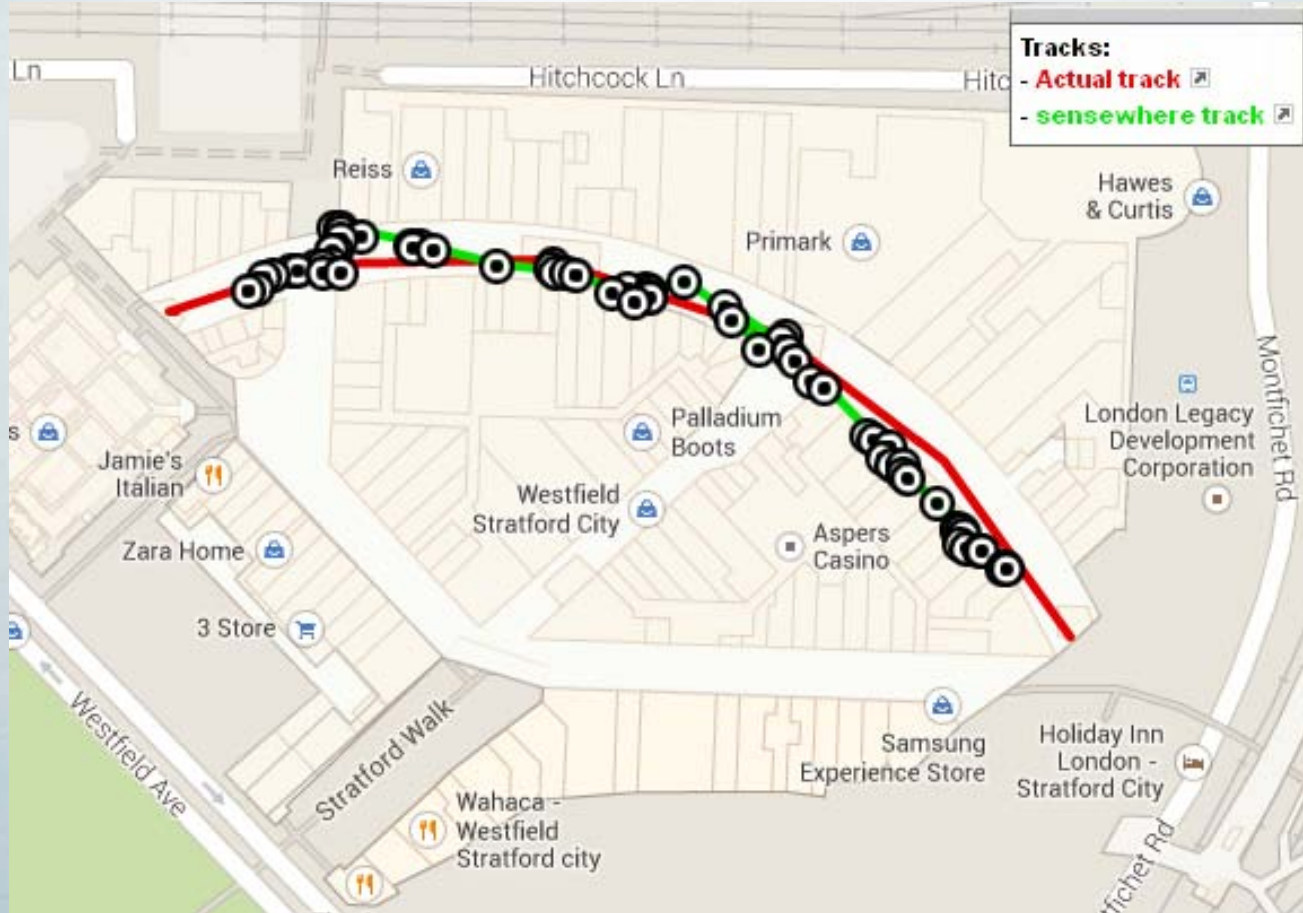 Tracks:
- Actual track
- sensewhere track
Ln
Hitchcock Ln
Hitc
Reiss
Hawes
& Curtis
Primark
Montfichet Rd
London Legacy
Development
Corporation
Palladium
Boots
s
Jamie's
Italian
Westfield
Stratford City
Aspers
Casino
Zara Home
3 Store
Westfield Ave
Stratford Walk
Samsung
Experience Store
Holiday Inn
London -
Stratford City
Wahaca -
Westfield
Stratford city
tfichet Rd